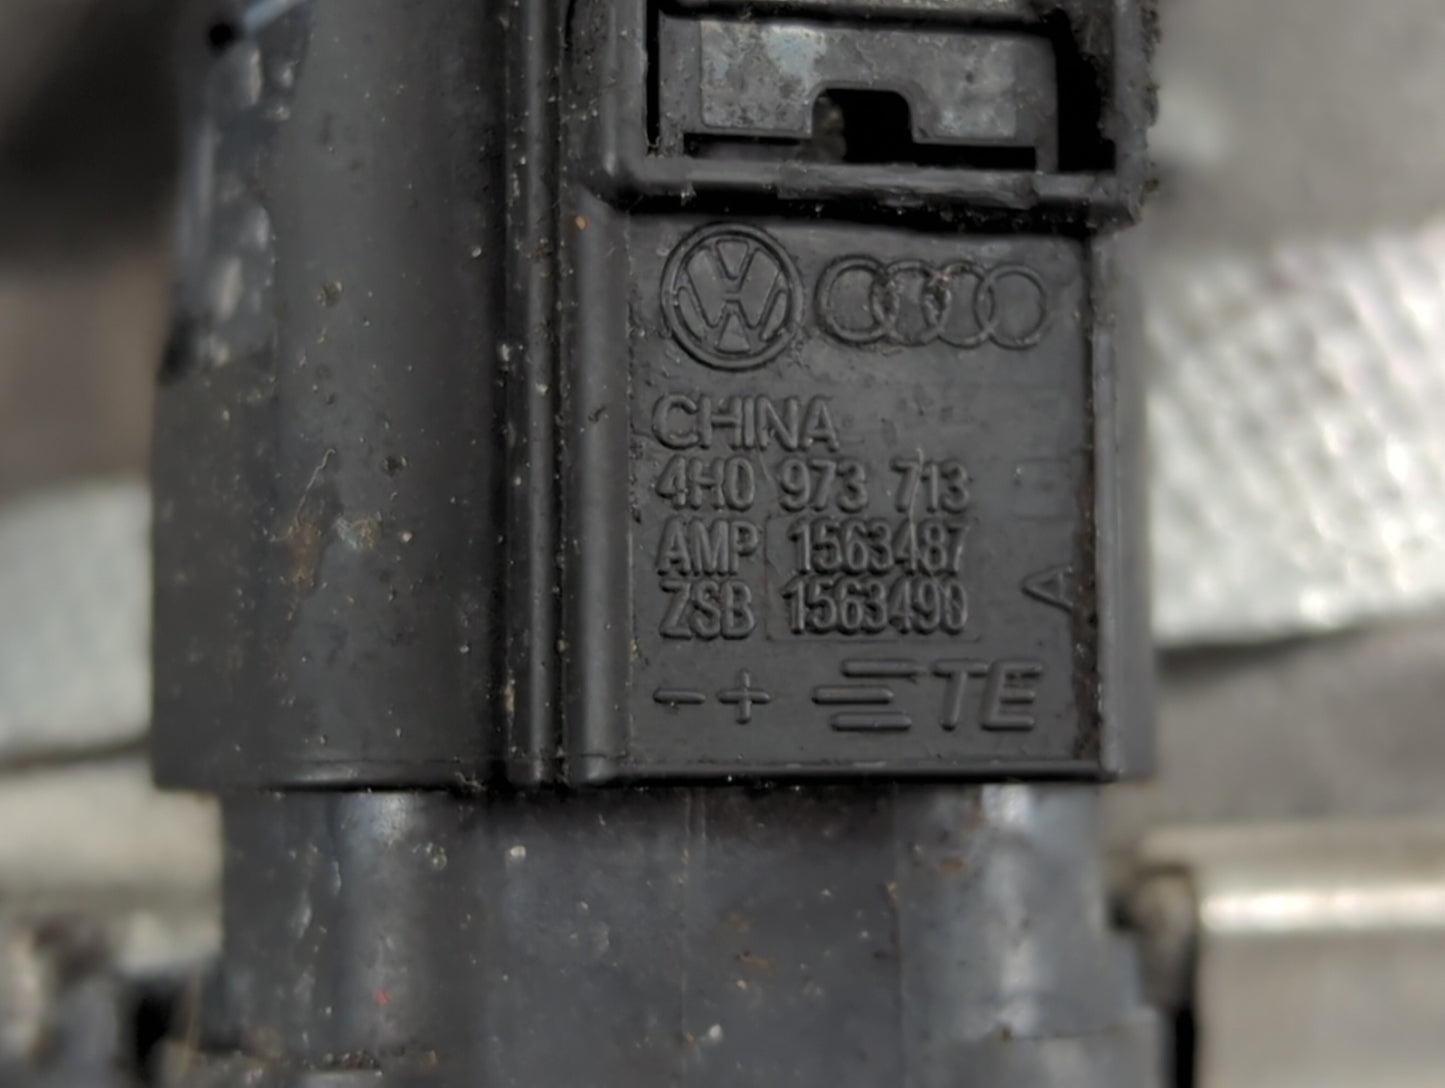 CHINA
4H0 973 713
AMP 1563487
ZSB 1563490
A
- + TE